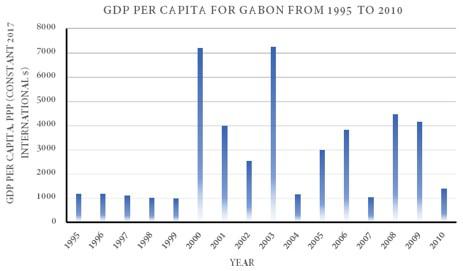 GDP PER CAPITA FOR GABON FROM 1995 TO 2010
GDP PER CAPITA, PPP (CONSTANT 2017
INTERNATIONAL $)
8000
7000
6000
5000
4000
3000
2000
1000
0
1995 1996 1997 1998 1999 2000 2001 2002 2003 2004 2005 2006 2007 2008 2009 2010
YEAR